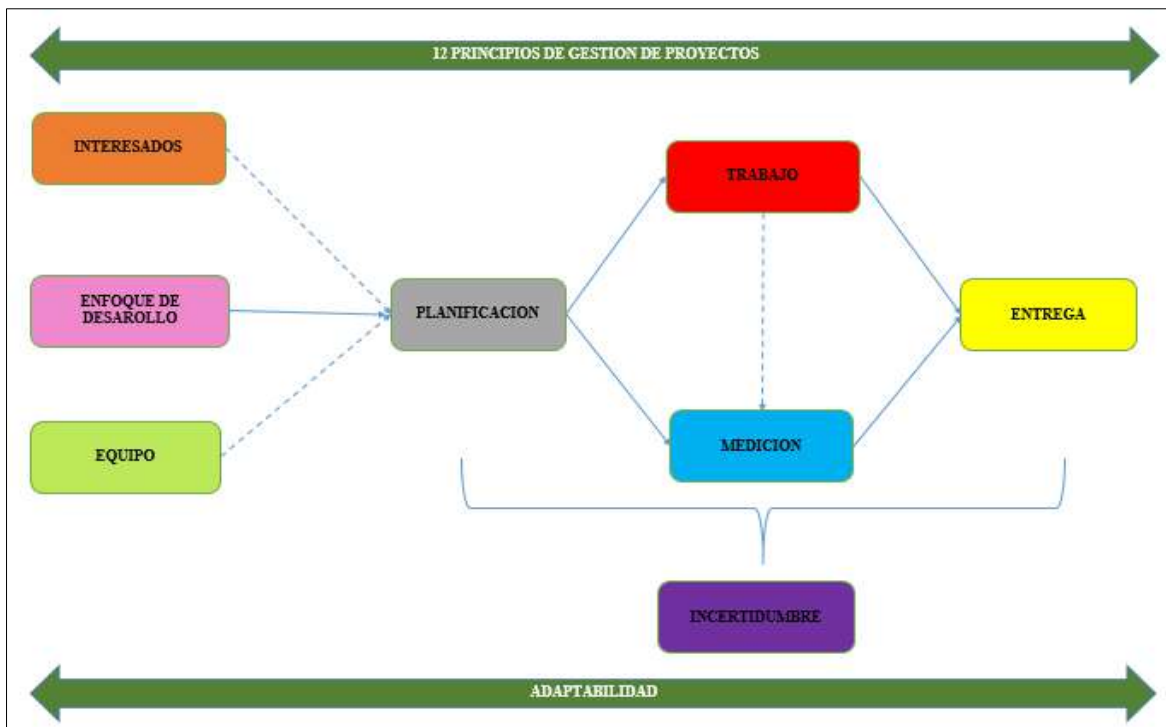 12 PRINCIPIOS DE GESTION DE PROYECTOS
INTERESADOS
TRABAJO
ENFOQUE DE
DESAROLLO
PLANIFICACION
ENTREGA
EQUIPO
MEDICION
INCERTIDUMBRE
ADAPTABILIDAD